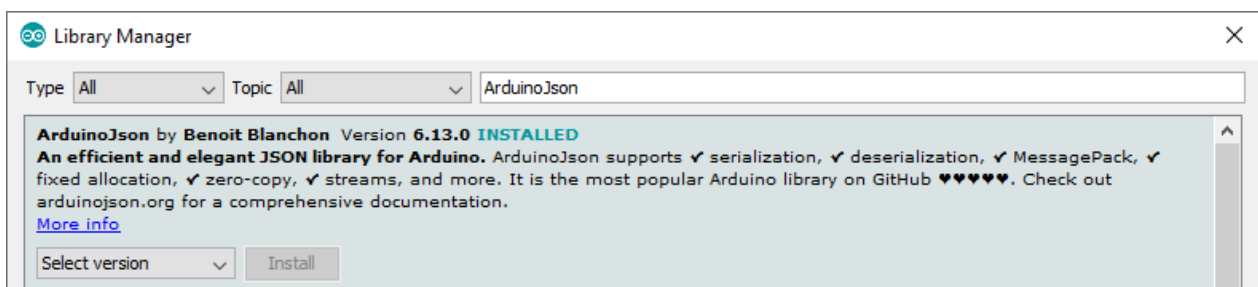 Library Manager
Type All Topic All ArduinoJson
ArduinoJson by Benoit Blanchon Version 6.13.0 INSTALLED
An efficient and elegant JSON library for Arduino. ArduinoJson supports ✔ serialization, ✔ deserialization, ✔ MessagePack, ✔
fixed allocation, ✔ zero-copy, ✔ streams, and more. It is the most popular Arduino library on GitHub ♥♥♥♥♥. Check out
arduinojson.org for a comprehensive documentation.
More info
Select version Install